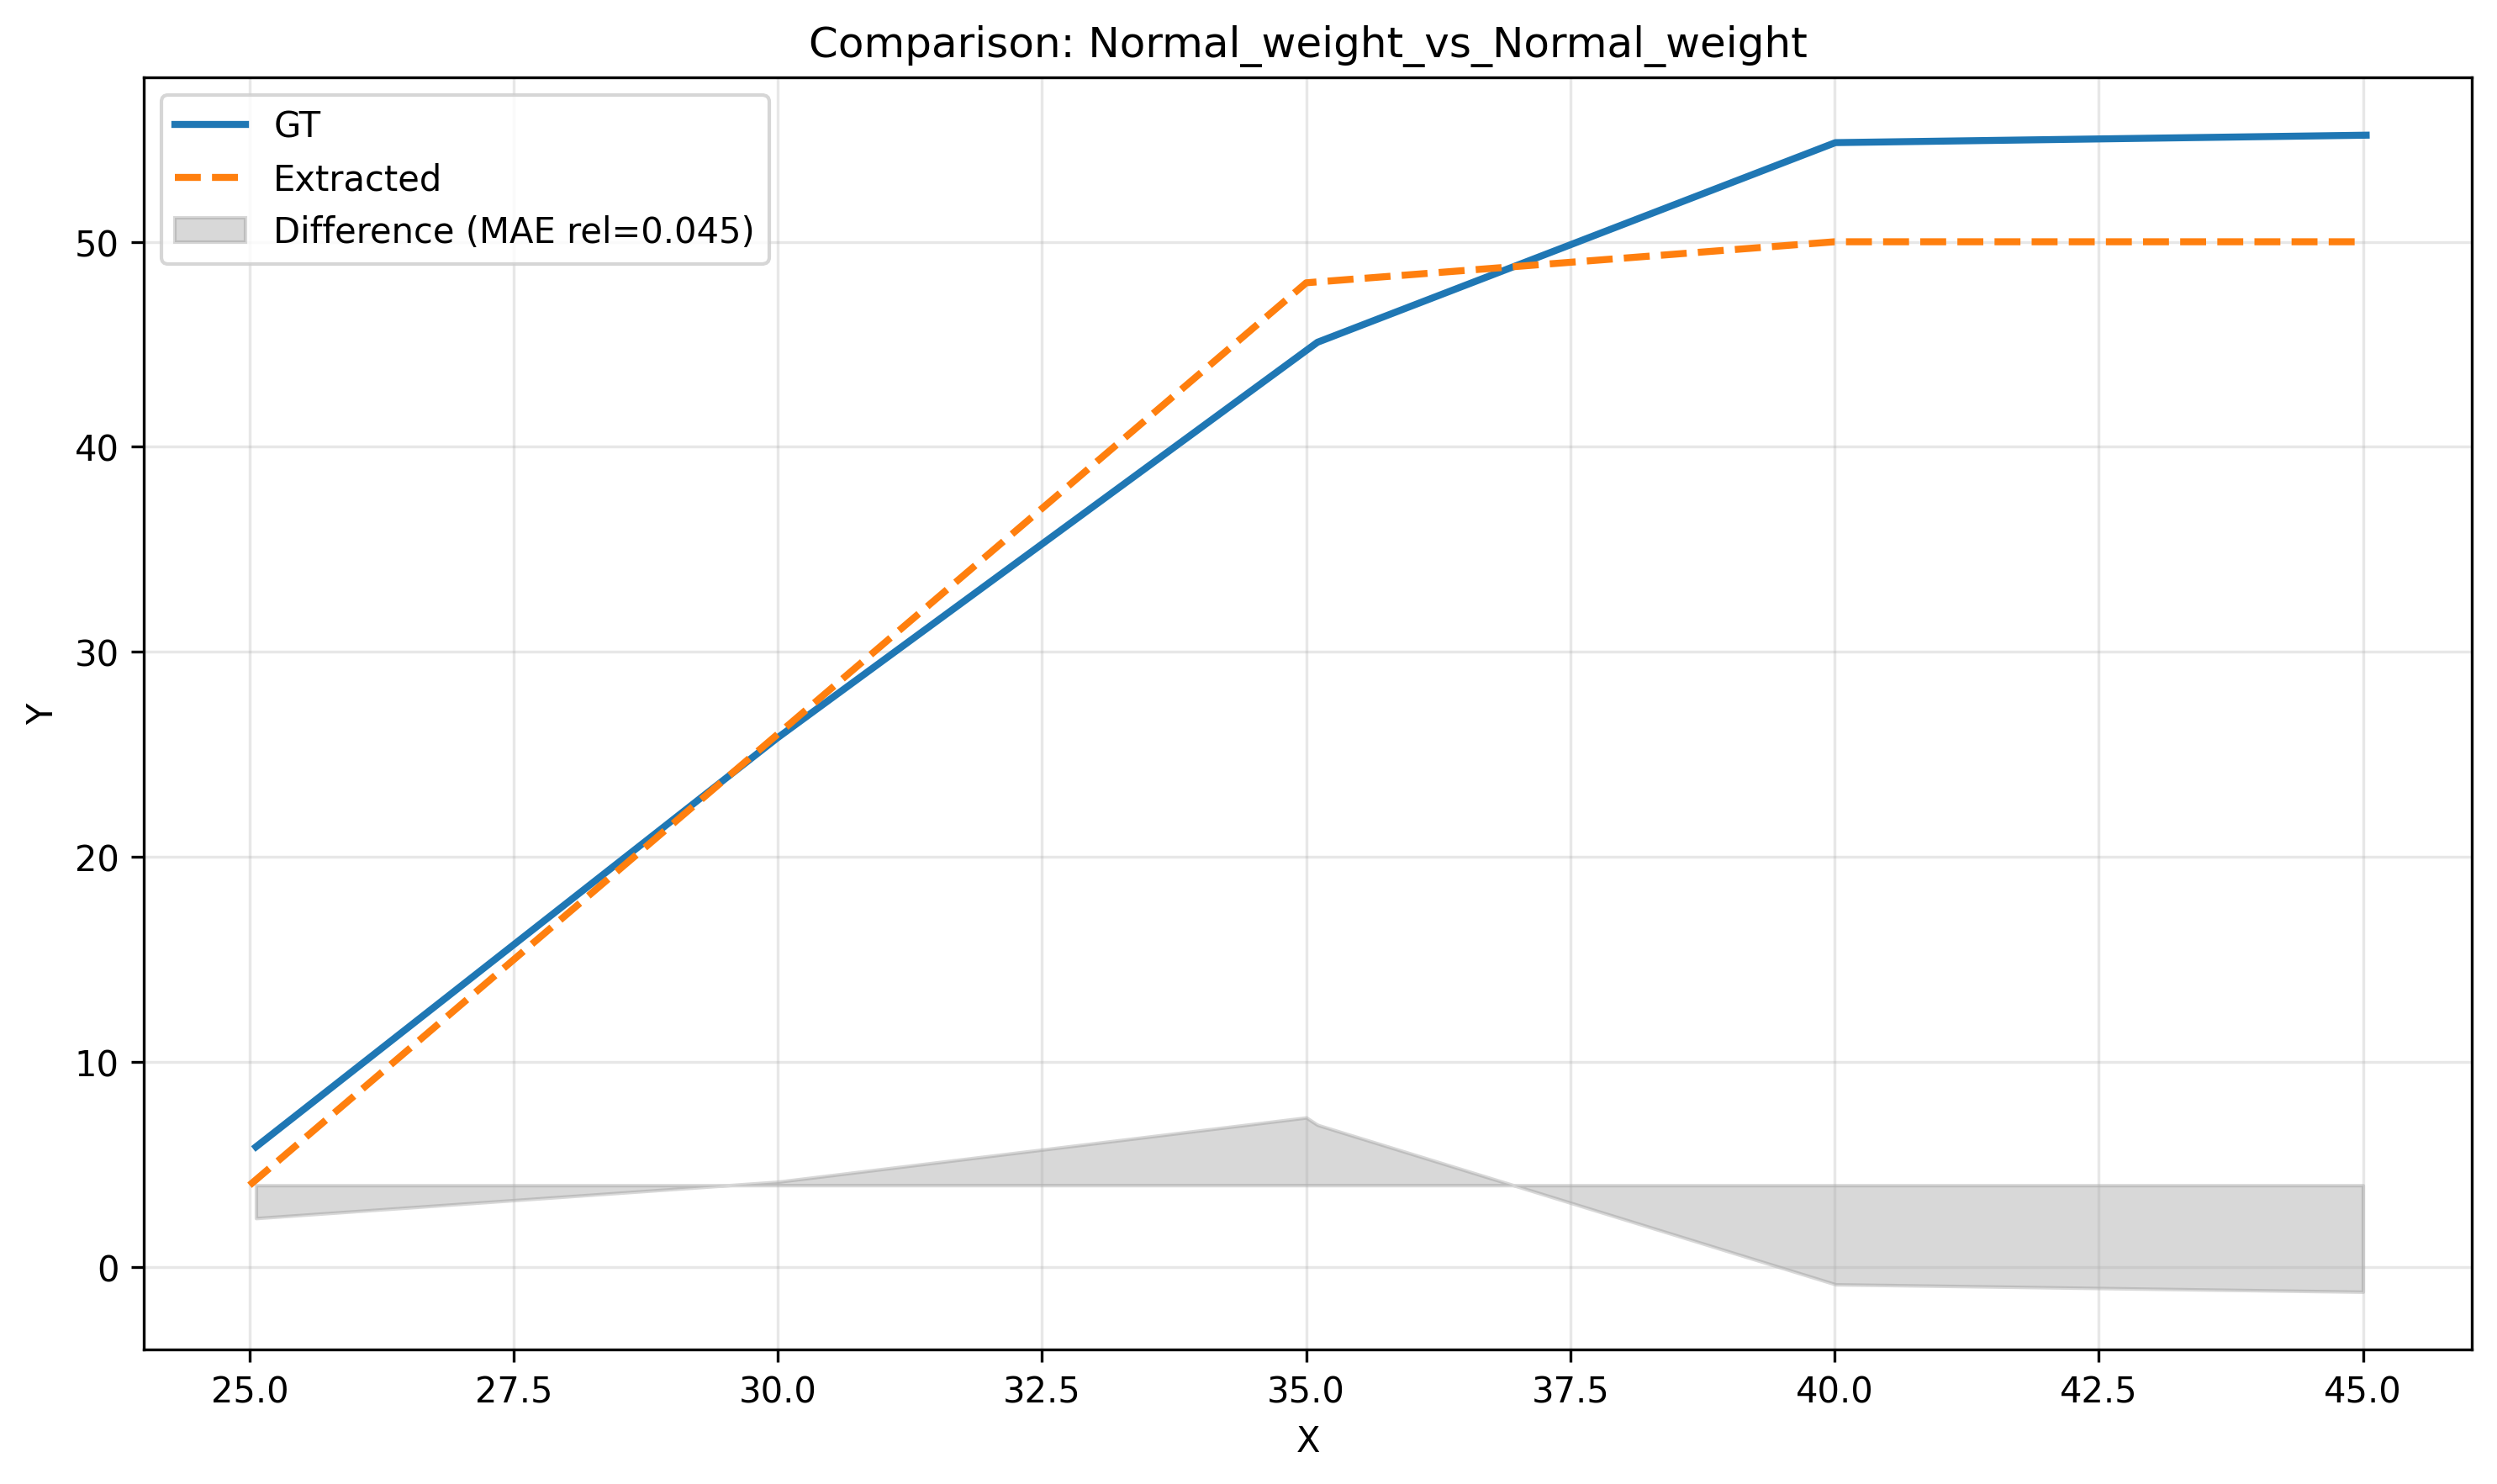 Comparison: Normal_weight_vs_Normal_weight
GT
Extracted
Difference (MAE rel=0.045)
Y
50
40
30
20
10
0
25.0 27.5 30.0 32.5 35.0 37.5 40.0 42.5 45.0
X